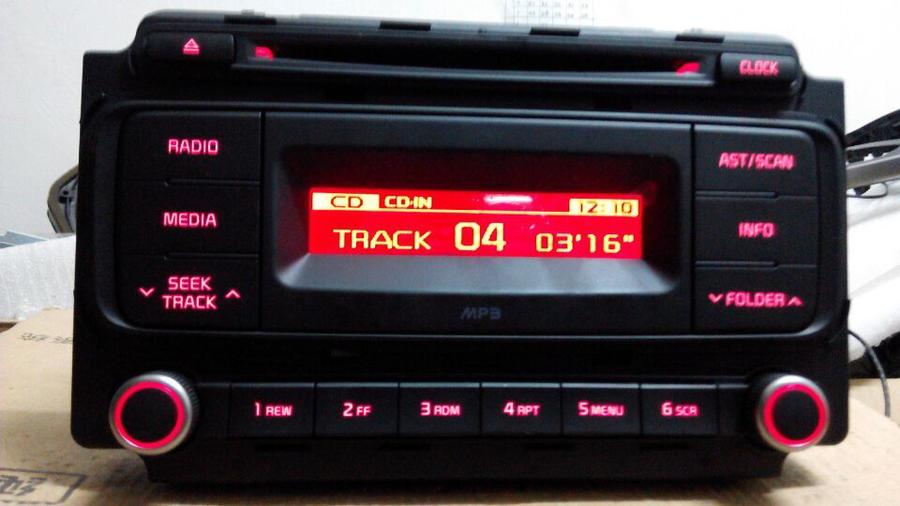 CLOCK
RADIO
AST/SCAN
CD CD-IN 12:10
MEDIA
INFO
TRACK 04 03'16"
SEEK
TRACK
FOLDER
MP3
1 REW 2 FF 3 RDM 4 RPT 5 MENU 6 SCR